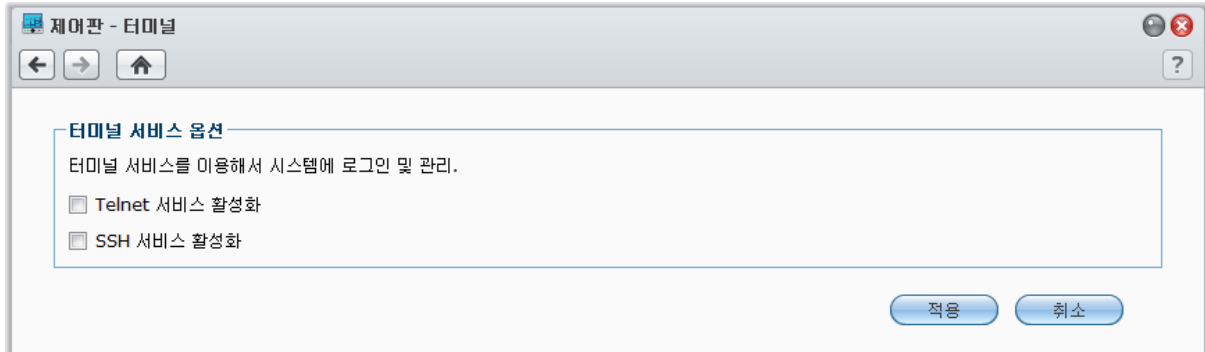 제어판 - 터미널
?
터미널 서비스 옵션
터미널 서비스를 이용해서 시스템에 로그인 및 관리.
Telnet 서비스 활성화
SSH 서비스 활성화
적용 취소